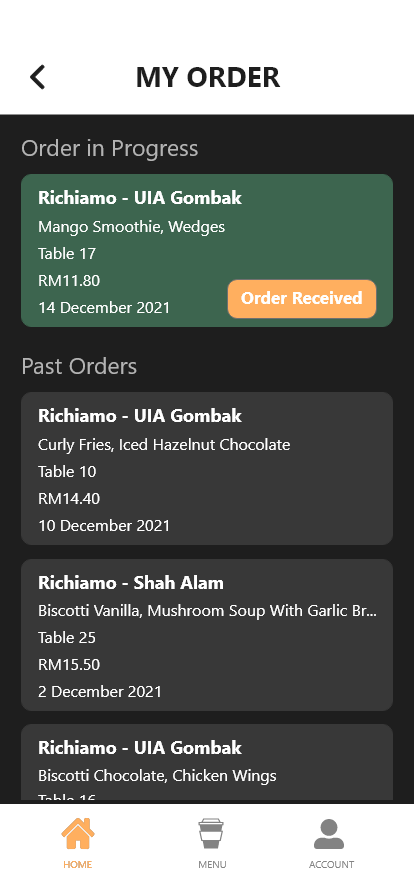 MY ORDER
Order in Progress
Richiamo - UIA Gombak
Mango Smoothie, Wedges
Table 17
RM11.80
14 December 2021
Order Received
Past Orders
Richiamo - UIA Gombak
Curly Fries, Iced Hazelnut Chocolate
Table 10
RM14.40
10 December 2021
Richiamo - Shah Alam
Biscotti Vanilla, Mushroom Soup With Garlic Br...
Table 25
RM15.50
2 December 2021
Richiamo - UIA Gombak
Biscotti Chocolate, Chicken Wings
Table 16
HOME
MENU
ACCOUNT